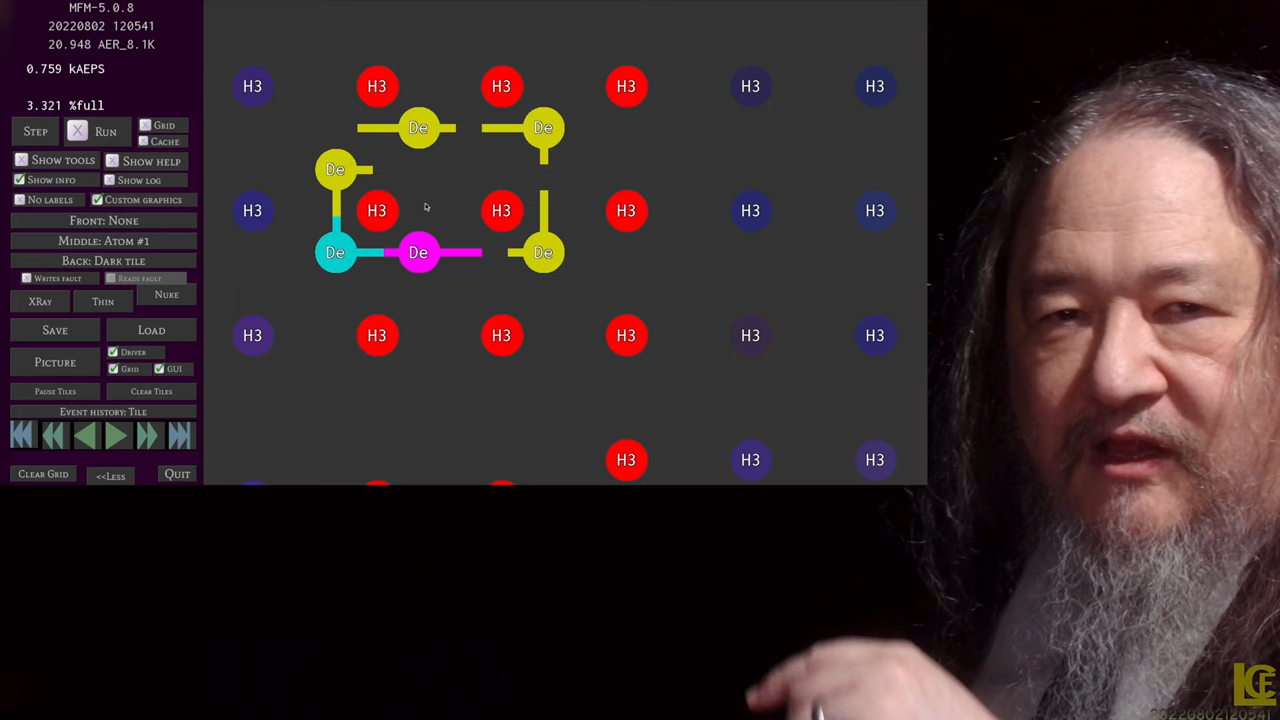 MFM-5.0.8
20220802 120541
20.948 AER_8.1K
0.759 kAEPS
3.321 %full
STEP
X RUN
X GRID
X CACHE
X SHOW TOOLS
X SHOW HELP
SHOW INFO
X SHOW LOG
X NO LABELS
CUSTOM GRAPHICS
FRONT: NONE
MIDDLE: ATOM #1
BACK: DARK TILE
WRITES FAULT
READS FAULT
XRAY
THIN
NUKE
SAVE
LOAD
PICTURE
DRIVER
GRID
GUI
PAUSE TILES
CLEAR TILES
EVENT HISTORY: TILE
CLEAR GRID
<<LESS
QUIT
H3 H3 H3 H3 H3 H3
De De
De
H3 H3 H3 H3 H3 H3
De De De
H3 H3 H3 H3 H3 H3
H3 H3 H3
LCF
20220802120541